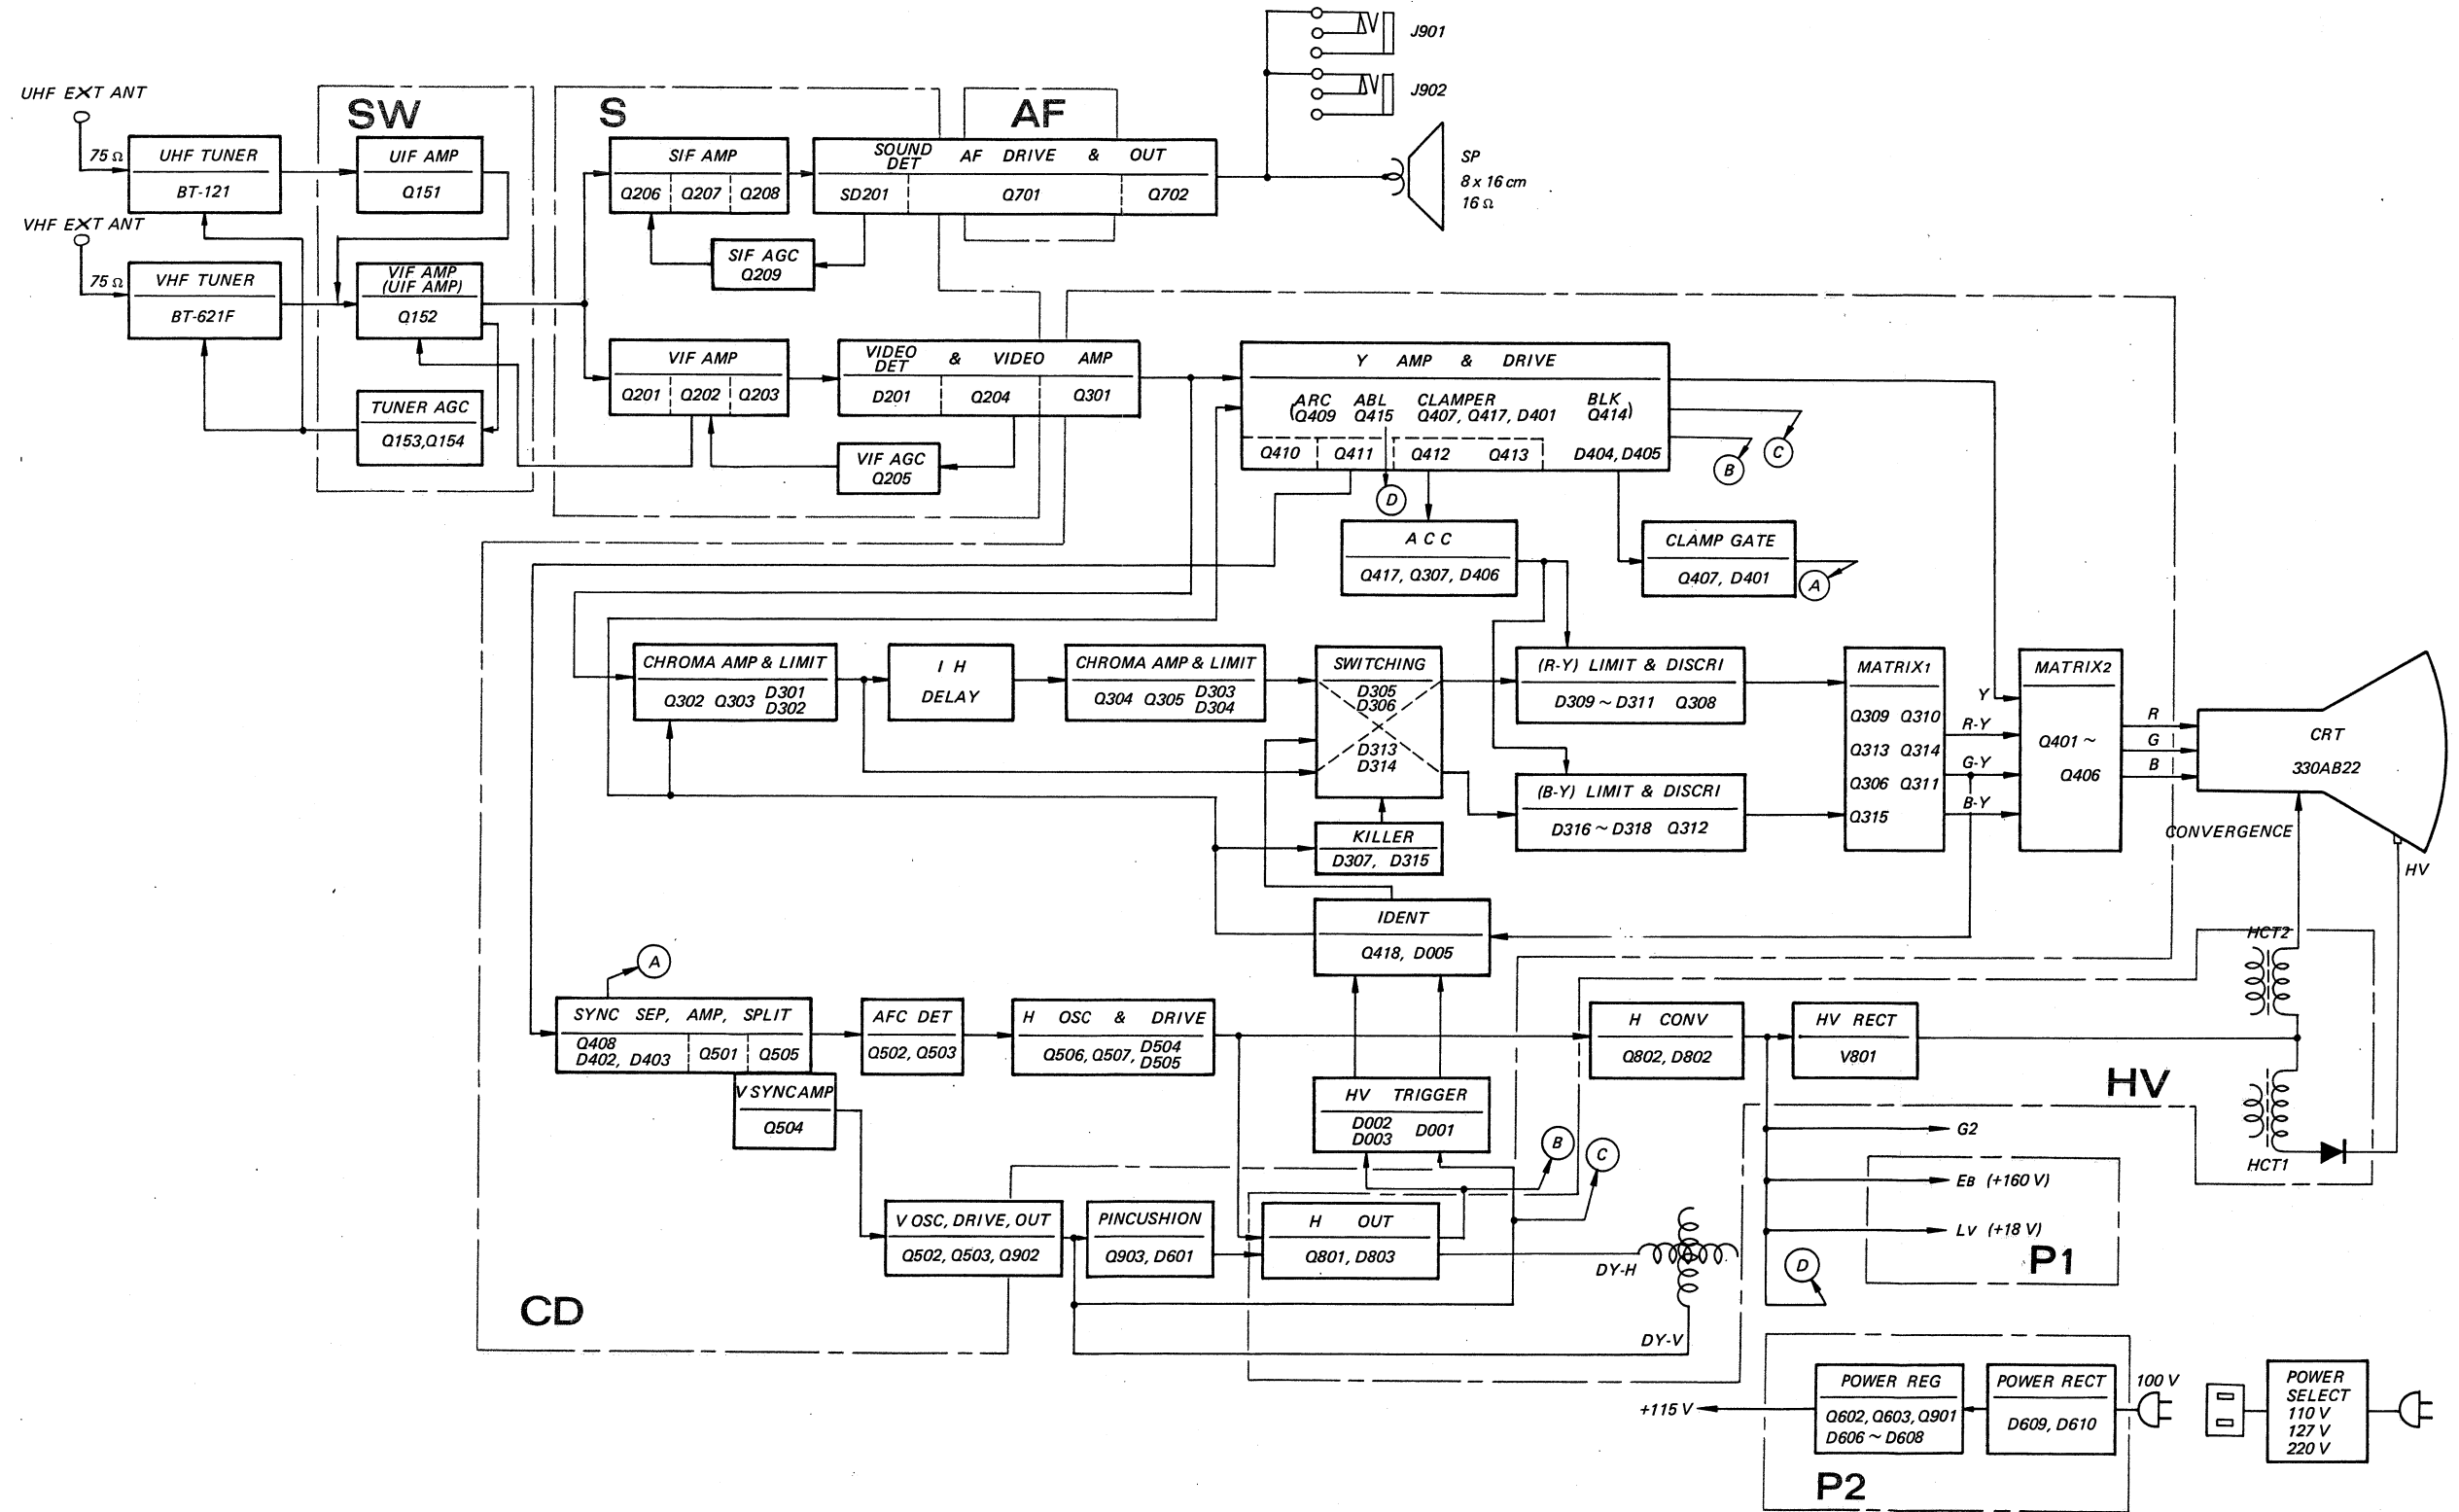 J901
J902
UHF EXT ANT
75 Ω
UHF TUNER
BT-121
VHF EXT ANT
75 Ω
VHF TUNER
BT-621F
SW
UIF AMP
Q151
VIF AMP
(UIF AMP)
Q152
TUNER AGC
Q153, Q154
S
SIF AMP
Q206 Q207 Q208
SIF AGC
Q209
AF
SOUND DET AF DRIVE & OUT
SD201 Q701 Q702
SP
8 x 16 cm
16 Ω
VIF AMP
Q201 Q202 Q203
VIDEO DET & VIDEO AMP
D201 Q204 Q301
VIF AGC
Q205
Y AMP & DRIVE
(ARC ABL CLAMPER BLK
Q409 Q415 Q407, Q417, D401 Q414)
Q410 Q411 Q412 Q413 D404, D405
C
B
D
A C C
Q417, Q307, D406
CLAMP GATE
Q407, D401
A
CHROMA AMP & LIMIT
Q302 Q303 D301
D302
I H
DELAY
CHROMA AMP & LIMIT
Q304 Q305 D303
D304
SWITCHING
D305
D306
D313
D314
(R-Y) LIMIT & DISCRI
D309 ~ D311 Q308
(B-Y) LIMIT & DISCRI
D316 ~ D318 Q312
MATRIX1
Q309 Q310
Q313 Q314
Q306 Q311
Q315
Y
R-Y
G-Y
B-Y
MATRIX2
Q401 ~
Q406
R
G
B
CRT
330AB22
CONVERGENCE
HV
KILLER
D307, D315
IDENT
Q418, D005
A
SYNC SEP, AMP, SPLIT
Q408
D402, D403 Q501 Q505
AFC DET
Q502, Q503
H OSC & DRIVE
Q506, Q507, D504
D505
H CONV
Q802, D802
HV RECT
V801
HCT2
HV
HCT1
V SYNC AMP
Q504
HV TRIGGER
D002
D003 D001
B
C
G2
EB (+160 V)
LV (+18 V)
P1
D
V OSC, DRIVE, OUT
Q502, Q503, Q902
PINCUSHION
Q903, D601
H OUT
Q801, D803
DY-H
DY-V
CD
+115 V
POWER REG
Q602, Q603, Q901
D606 ~ D608
POWER RECT
D609, D610
100 V
P2
POWER
SELECT
110 V
127 V
220 V